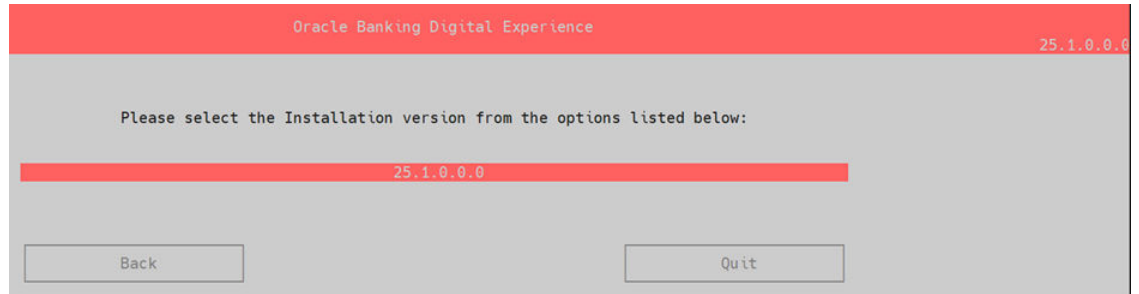 Oracle Banking Digital Experience
25.1.0.0.0
Please select the Installation version from the options listed below:
25.1.0.0.0
Back
Quit